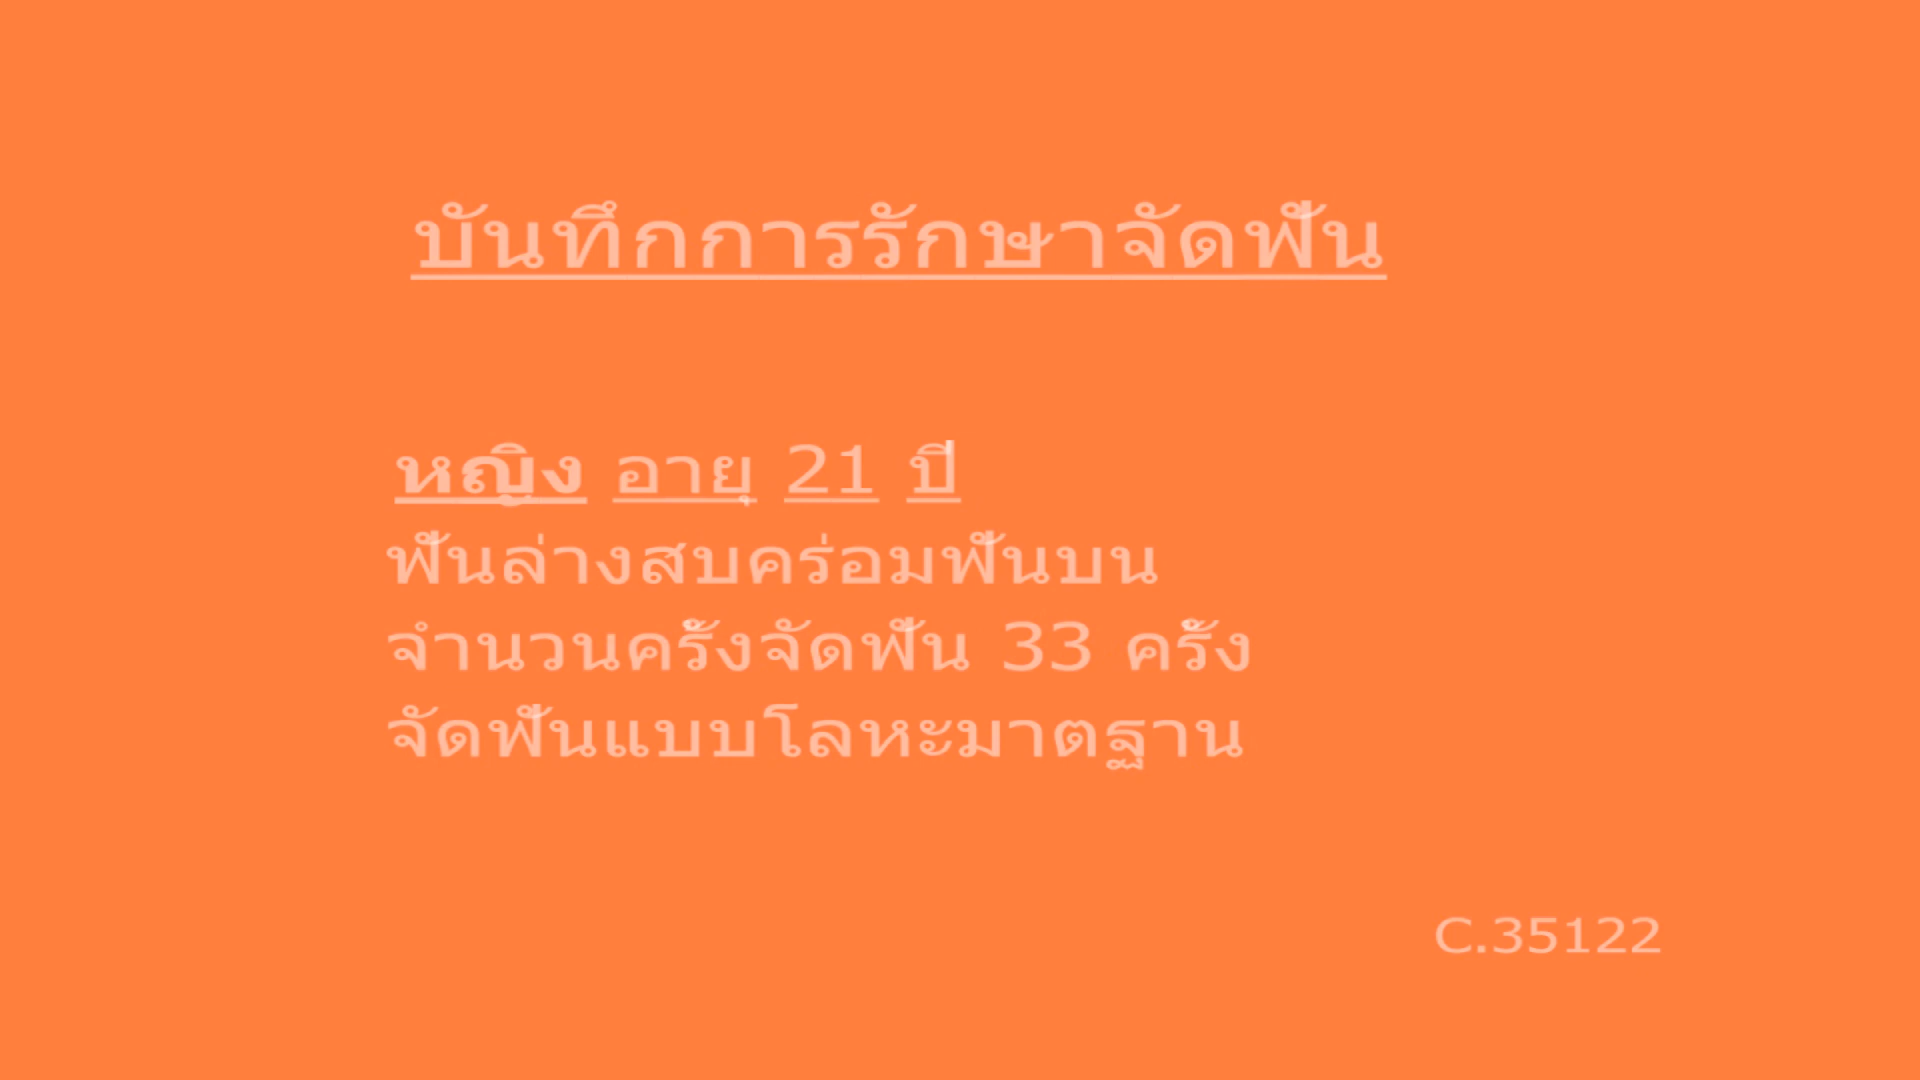 บันทึกการรักษาจัดฟัน
หญิง อายุ 21 ปี
ฟันล่างสบคร่อมฟันบน
จำนวนครั้งจัดฟัน 33 ครั้ง
จัดฟันแบบโลหะมาตฐาน
C.35122